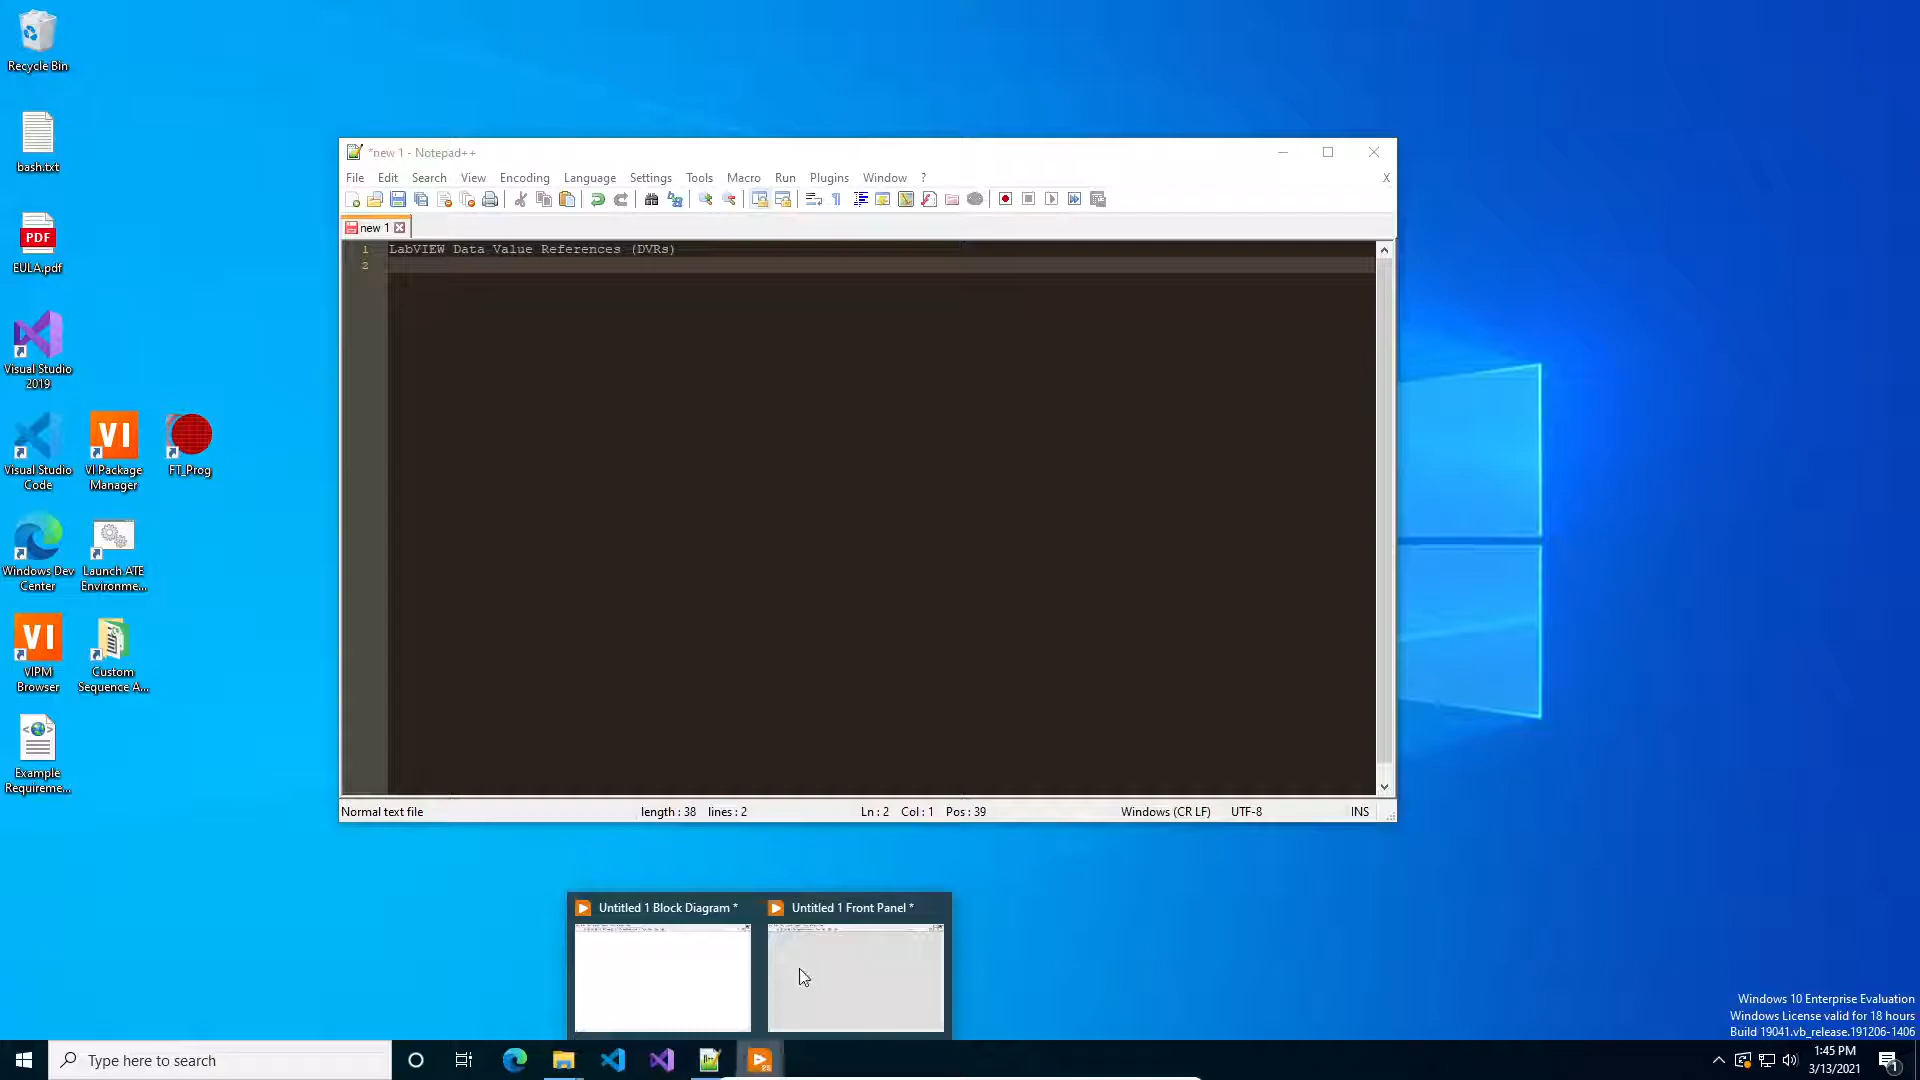 Recycle Bin
bash.txt
PDF
EULA.pdf
Visual Studio
2019
Visual Studio
Code
VI
VI Package
Manager
FT_Prog
Windows Dev
Center
Launch ATE
Environme...
VI
VIPM
Browser
Custom
Sequence A...
Example
Requireme...
*new 1 - Notepad++
File Edit Search View Encoding Language Settings Tools Macro Run Plugins Window ? X
new 1
1 LabVIEW Data Value References (DVRs)
2
Normal text file length : 38 lines : 2 Ln : 2 Col : 1 Pos : 39 Windows (CR LF) UTF-8 INS
Untitled 1 Block Diagram *
Untitled 1 Front Panel *
Windows 10 Enterprise Evaluation
Windows License valid for 18 hours
Build 19041.vb_release.191206-1406
Type here to search
1:45 PM
3/13/2021
1